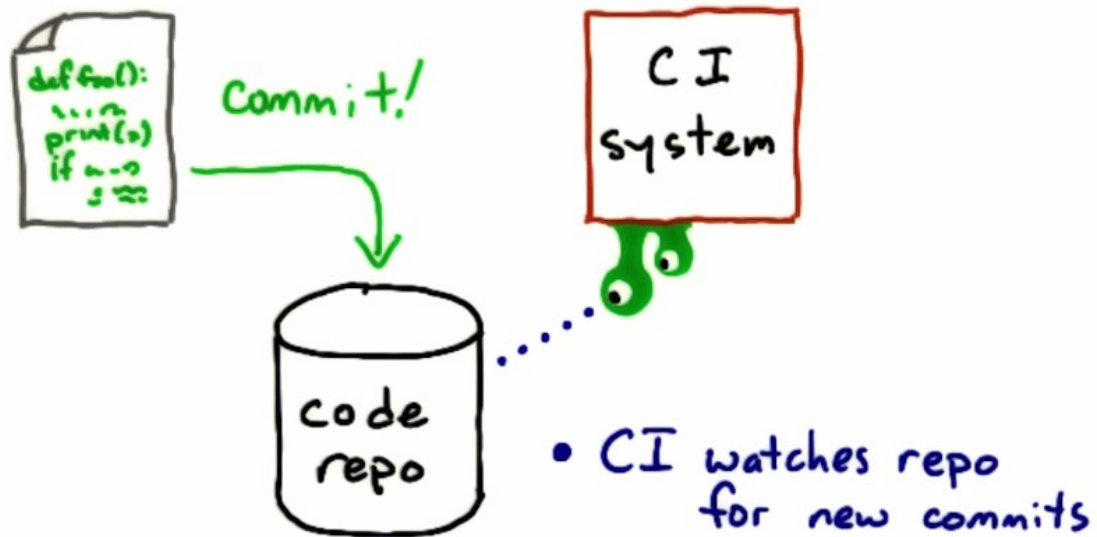 def foo():
print(s)
if
Commit!
CI
system
code
repo
• CI watches repo
for new commits